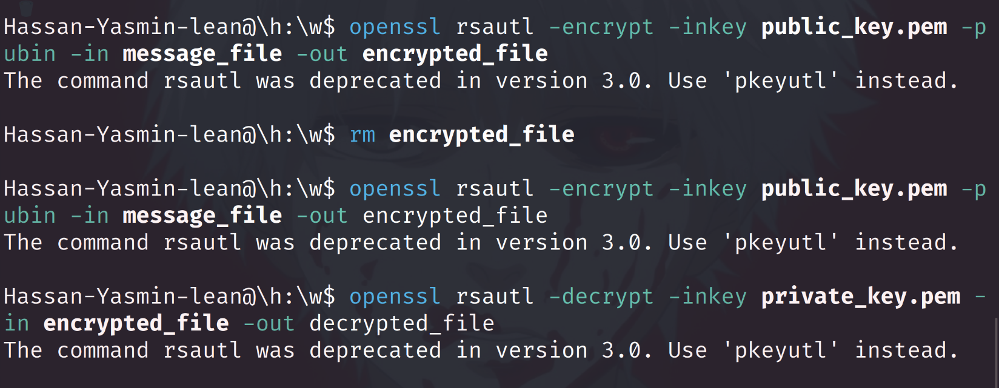 Hassan-Yasmin-lean@\h:\w$ openssl rsautl -encrypt -inkey public_key.pem -p
ubin -in message_file -out encrypted_file
The command rsautl was deprecated in version 3.0. Use 'pkeyutl' instead.
Hassan-Yasmin-lean@\h:\w$ rm encrypted_file
Hassan-Yasmin-lean@\h:\w$ openssl rsautl -encrypt -inkey public_key.pem -p
ubin -in message_file -out encrypted_file
The command rsautl was deprecated in version 3.0. Use 'pkeyutl' instead.
Hassan-Yasmin-lean@\h:\w$ openssl rsautl -decrypt -inkey private_key.pem -
in encrypted_file -out decrypted_file
The command rsautl was deprecated in version 3.0. Use 'pkeyutl' instead.